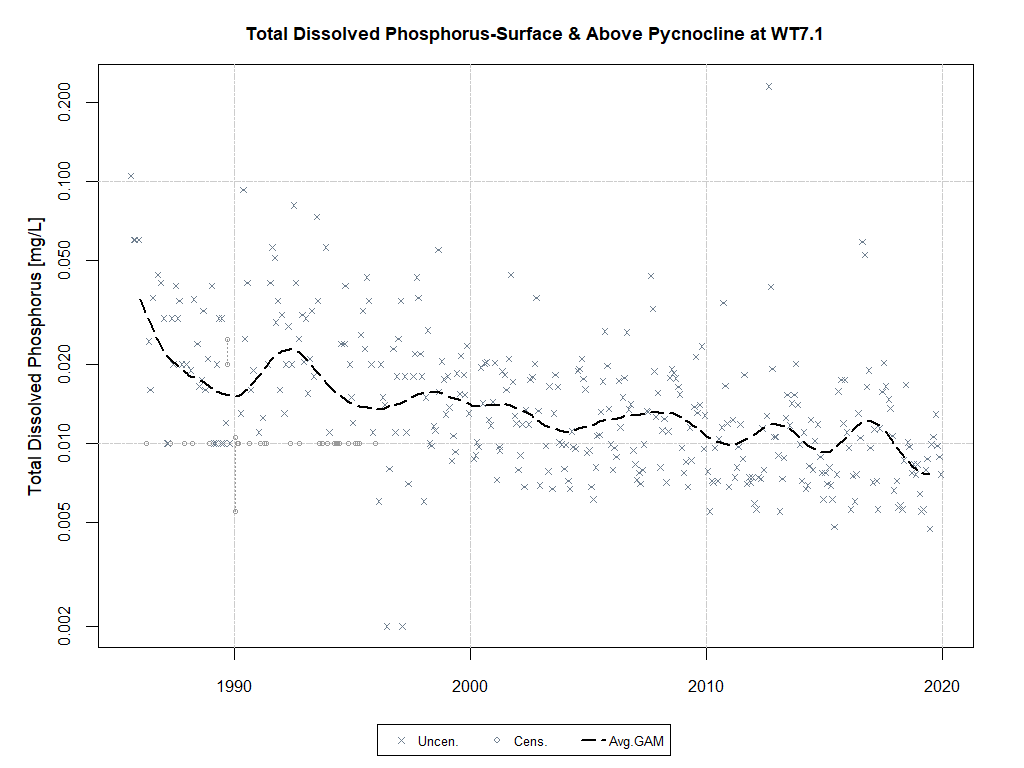 Total Dissolved Phosphorus-Surface & Above Pycnocline at WT7.1
Total Dissolved Phosphorus [mg/L]
0.200
0.100
0.050
0.020
0.010
0.005
0.002
1990
2000
2010
2020
Uncen.
Cens.
Avg.GAM